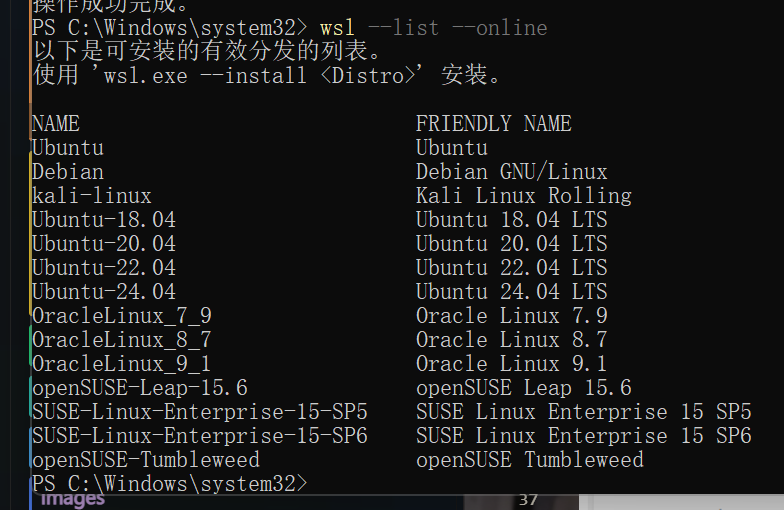 操作成功完成。
PS C:\Windows\system32> wsl --list --online
以下是可安装的有效分发的列表。
使用 'wsl.exe --install <Distro>' 安装。
NAME FRIENDLY NAME
Ubuntu Ubuntu
Debian Debian GNU/Linux
kali-linux Kali Linux Rolling
Ubuntu-18.04 Ubuntu 18.04 LTS
Ubuntu-20.04 Ubuntu 20.04 LTS
Ubuntu-22.04 Ubuntu 22.04 LTS
Ubuntu-24.04 Ubuntu 24.04 LTS
OracleLinux_7_9 Oracle Linux 7.9
OracleLinux_8_7 Oracle Linux 8.7
OracleLinux_9_1 Oracle Linux 9.1
openSUSE-Leap-15.6 openSUSE Leap 15.6
SUSE-Linux-Enterprise-15-SP5 SUSE Linux Enterprise 15 SP5
SUSE-Linux-Enterprise-15-SP6 SUSE Linux Enterprise 15 SP6
openSUSE-Tumbleweed openSUSE Tumbleweed
PS C:\Windows\system32>
Images 37